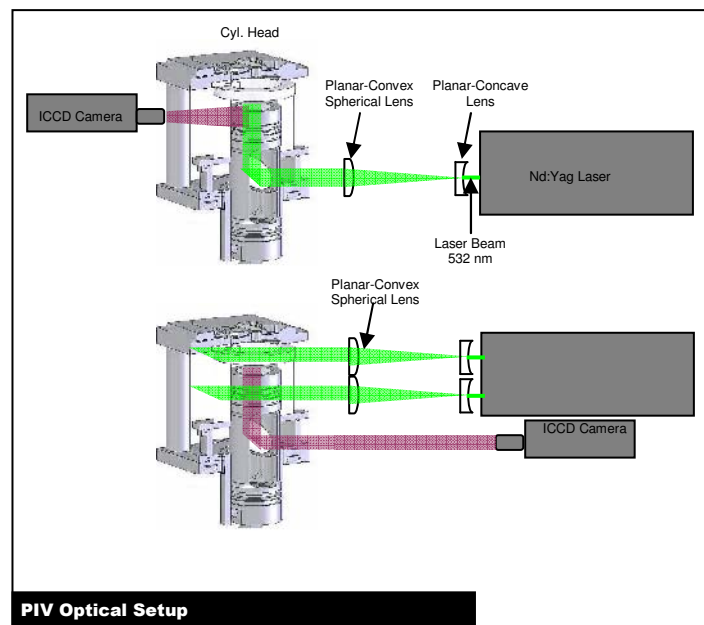 Cyl. Head
Planar-Convex
Spherical Lens
Planar-Concave
Lens
ICCD Camera
Nd:Yag Laser
Laser Beam
532 nm
Planar-Convex
Spherical Lens
ICCD Camera
PIV Optical Setup